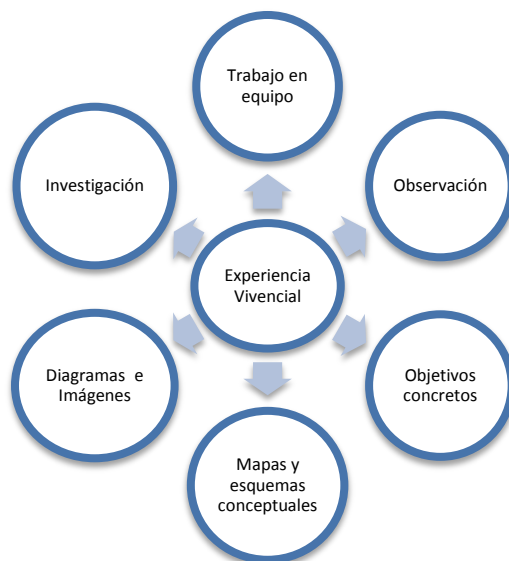 Trabajo en
equipo
Investigación
Observación
Experiencia
Vivencial
Diagramas e
Imágenes
Objetivos
concretos
Mapas y
esquemas
conceptuales